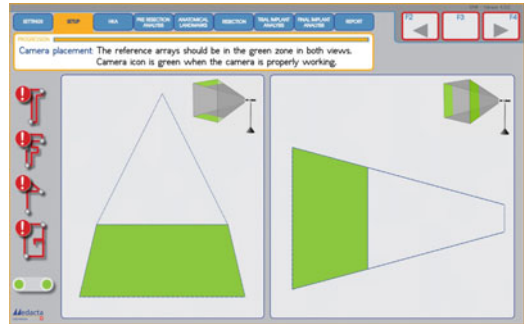 F2 F3 F4
SETTINGS SETUP HKA PRE RESECTION ANALYSIS ANATOMICAL LANDMARKS RESECTION TRIAL IMPLANT ANALYSIS FINAL IMPLANT ANALYSIS REPORT
Camera placement: The reference arrays should be in the green zone in both views.
Camera icon is green when the camera is properly working.
Medacta